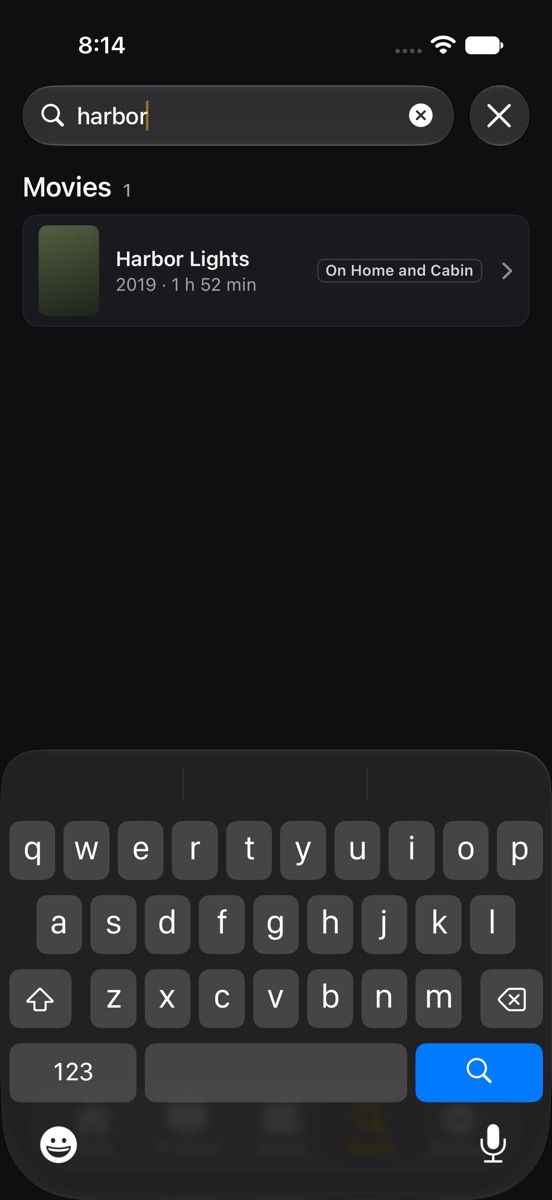 8:14
harbor
Movies 1
Harbor Lights
2019 · 1 h 52 min
On Home and Cabin
q w e r t y u i o p
a s d f g h j k l
z x c v b n m
123